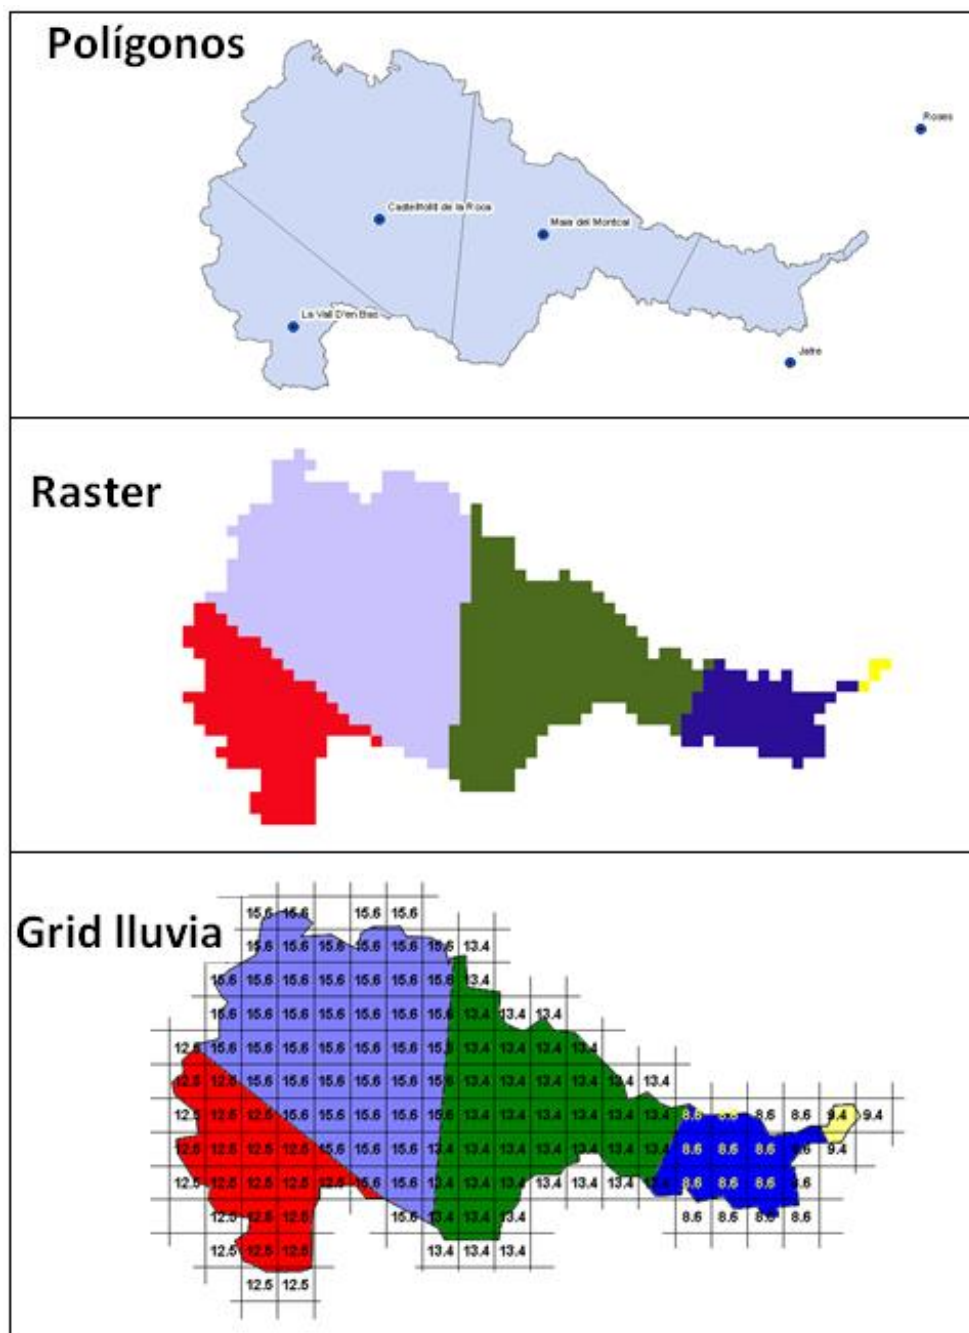 Polígonos
Roses
Castellfollit de la Roca
Maia del Montcal
La Vall D'en Bas
Jafre
Raster
Grid lluvia
15.6 15.6 15.6 15.6
15.6 15.6 15.6 15.6 15.6 15.6 13.4
15.6 15.6 15.6 15.6 15.6 15.6 15.6 13.4
15.6 15.6 15.6 15.6 15.6 15.6 15.6 13.4 13.4 13.4
12.5 15.6 15.6 15.6 15.6 15.6 15.6 15.6 13.4 13.4 13.4 13.4
12.5 12.5 15.6 15.6 15.6 15.6 15.6 15.6 13.4 13.4 13.4 13.4 13.4 13.4
12.5 12.5 12.5 15.6 15.6 15.6 15.6 13.4 13.4 13.4 13.4 13.4 13.4 13.4 8.6 8.6 8.6 8.6 9.4 9.4
12.5 12.5 12.5 12.5 15.6 15.6 15.6 13.4 13.4 13.4 13.4 13.4 13.4 13.4 8.6 8.6 8.6 8.6 9.4
12.5 12.5 12.5 12.5 12.5 15.6 15.6 13.4 13.4 13.4 13.4 13.4 13.4 13.4 8.6 8.6 8.6 8.6
12.5 12.5 12.5 15.6 13.4 13.4 13.4 8.6 8.6 8.6 8.6
12.5 12.5 12.5 13.4 13.4 13.4
12.5 12.5